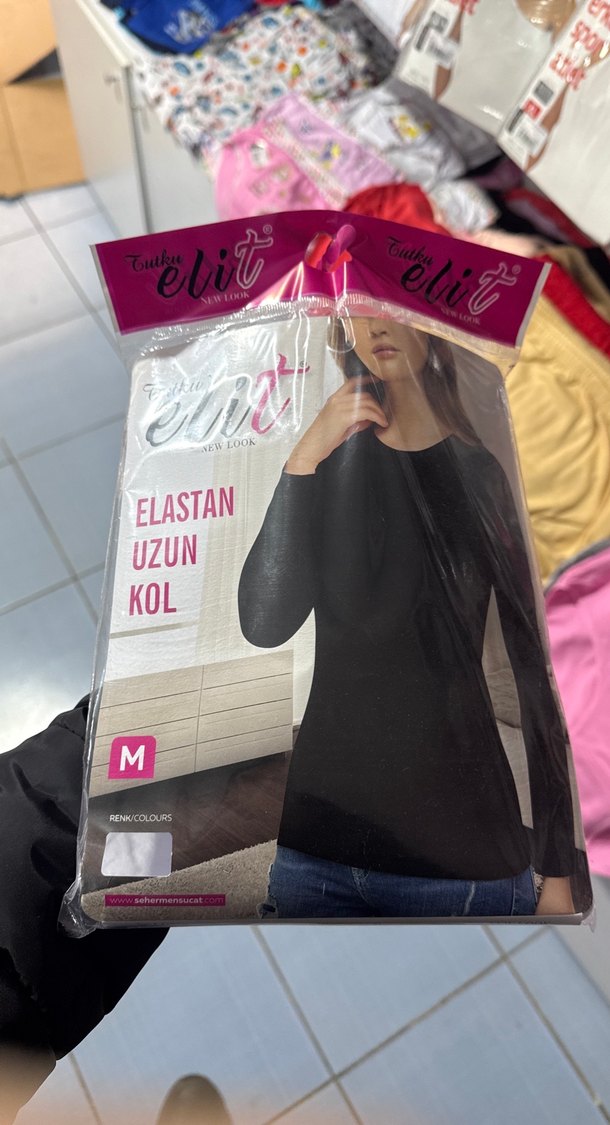 Tutku
elit®
NEW LOOK
Tutku
elit®
NEW LOOK
Tutku
elit®
NEW LOOK
ELASTAN
UZUN
KOL
M
RENK/COLOURS
www.sehermensucat.com